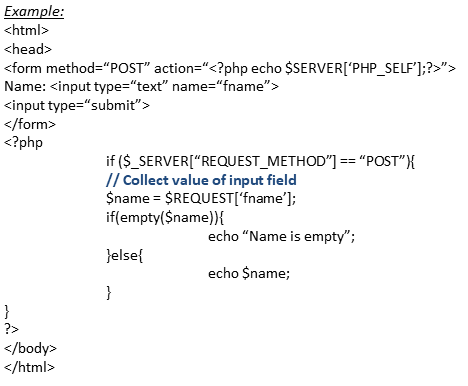 Example:
<html>
<head>
<form method=“POST” action=“<?php echo $SERVER[‘PHP_SELF’];?>”>
Name: <input type=“text” name=“fname”>
<input type=“submit”>
</form>
<?php
if ($_SERVER[“REQUEST_METHOD”] == “POST”){
// Collect value of input field
$name = $REQUEST[‘fname’];
if(empty($name)){
echo “Name is empty”;
}else{
echo $name;
}
}
?>
</body>
</html>